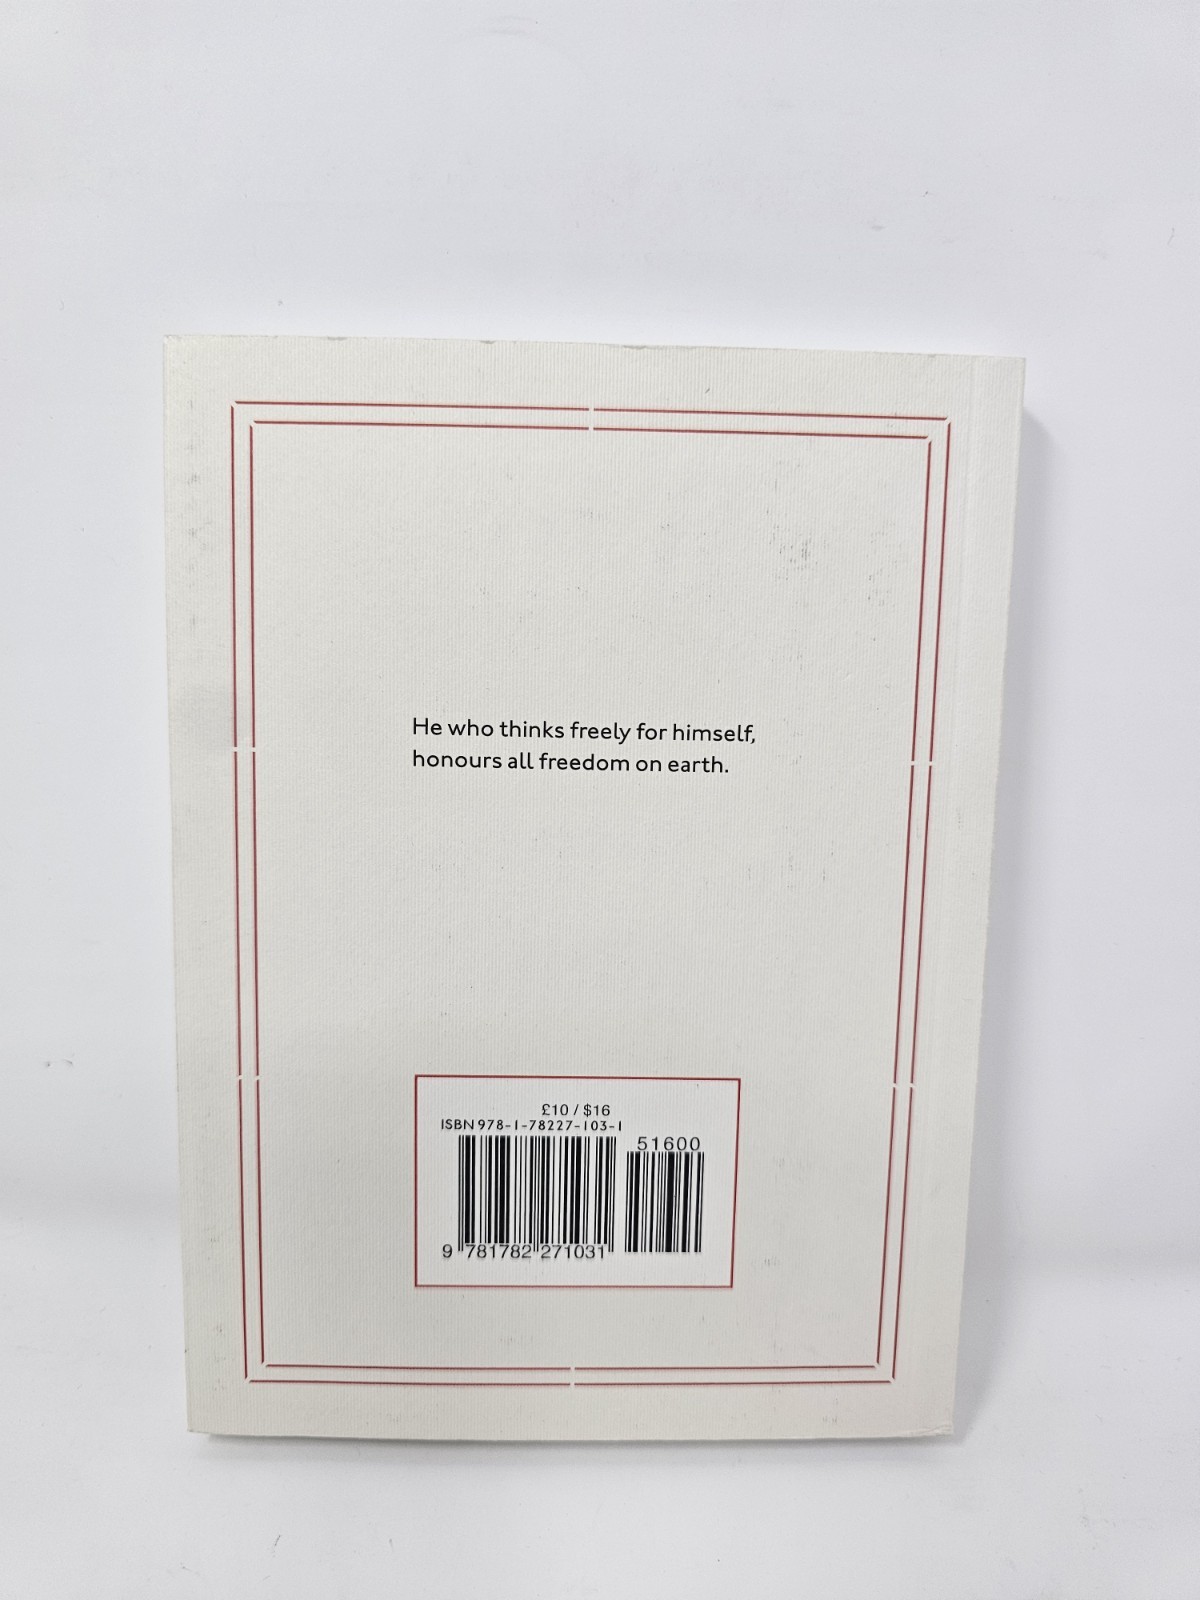 He who thinks freely for himself,
honours all freedom on earth.
£10 / $16
ISBN 978-1-78227-103-1
51600
9 781782 271031